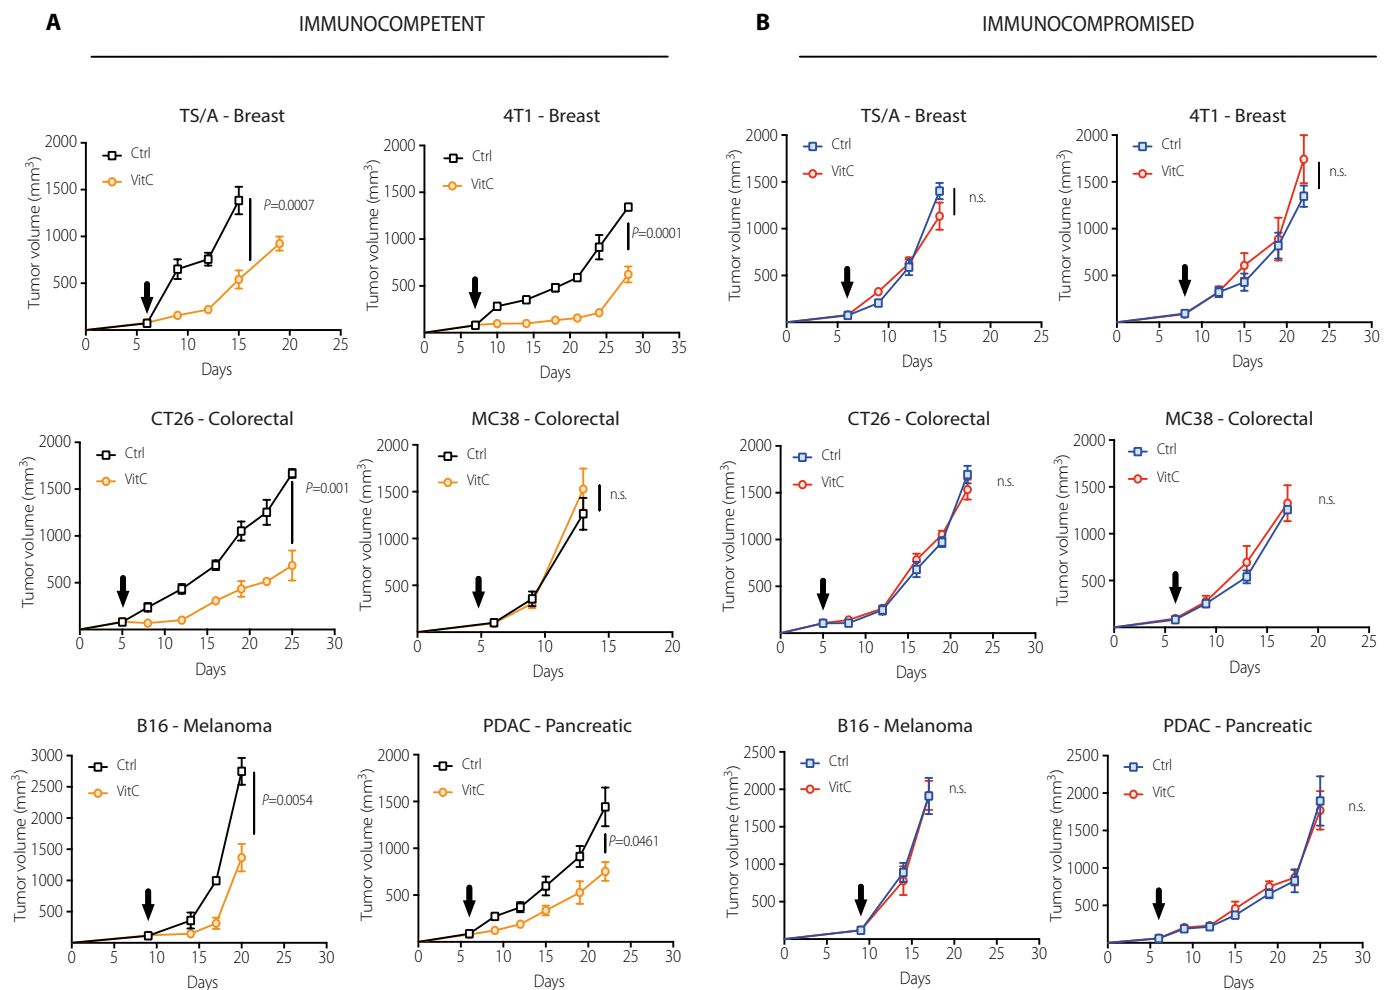 A
IMMUNOCOMPETENT
B
IMMUNOCOMPROMISED
TS/A - Breast
Tumor volume (mm³)
2000
1500
1000
500
Ctrl
VitC
P=0.0007
0 5 10 15 20 25
Days
4T1 - Breast
Tumor volume (mm³)
2000
1500
1000
500
Ctrl
VitC
P=0.0001
0 5 10 15 20 25 30 35
Days
TS/A - Breast
Tumor volume (mm³)
2000
1500
1000
500
Ctrl
VitC
n.s.
0 5 10 15 20 25
Days
4T1 - Breast
Tumor volume (mm³)
2000
1500
1000
500
Ctrl
VitC
n.s.
0 5 10 15 20 25 30
Days
CT26 - Colorectal
Tumor volume (mm³)
2000
1500
1000
500
Ctrl
VitC
P=0.001
0 5 10 15 20 25 30
Days
MC38 - Colorectal
Tumor volume (mm³)
2000
1500
1000
500
Ctrl
VitC
n.s.
0 5 10 15 20
Days
CT26 - Colorectal
Tumor volume (mm³)
2000
1500
1000
500
Ctrl
VitC
n.s.
0 5 10 15 20 25 30
Days
MC38 - Colorectal
Tumor volume (mm³)
2000
1500
1000
500
Ctrl
VitC
n.s.
0 5 10 15 20 25
Days
B16 - Melanoma
Tumor volume (mm³)
3000
2500
2000
1500
1000
500
Ctrl
VitC
P=0.0054
0 5 10 15 20 25 30
Days
PDAC - Pancreatic
Tumor volume (mm³)
2000
1500
1000
500
Ctrl
VitC
P=0.0461
0 5 10 15 20 25 30
Days
B16 - Melanoma
Tumor volume (mm³)
2500
2000
1500
1000
500
Ctrl
VitC
n.s.
0 5 10 15 20 25 30
Days
PDAC - Pancreatic
Tumor volume (mm³)
2500
2000
1500
1000
500
Ctrl
VitC
n.s.
0 5 10 15 20 25 30
Days